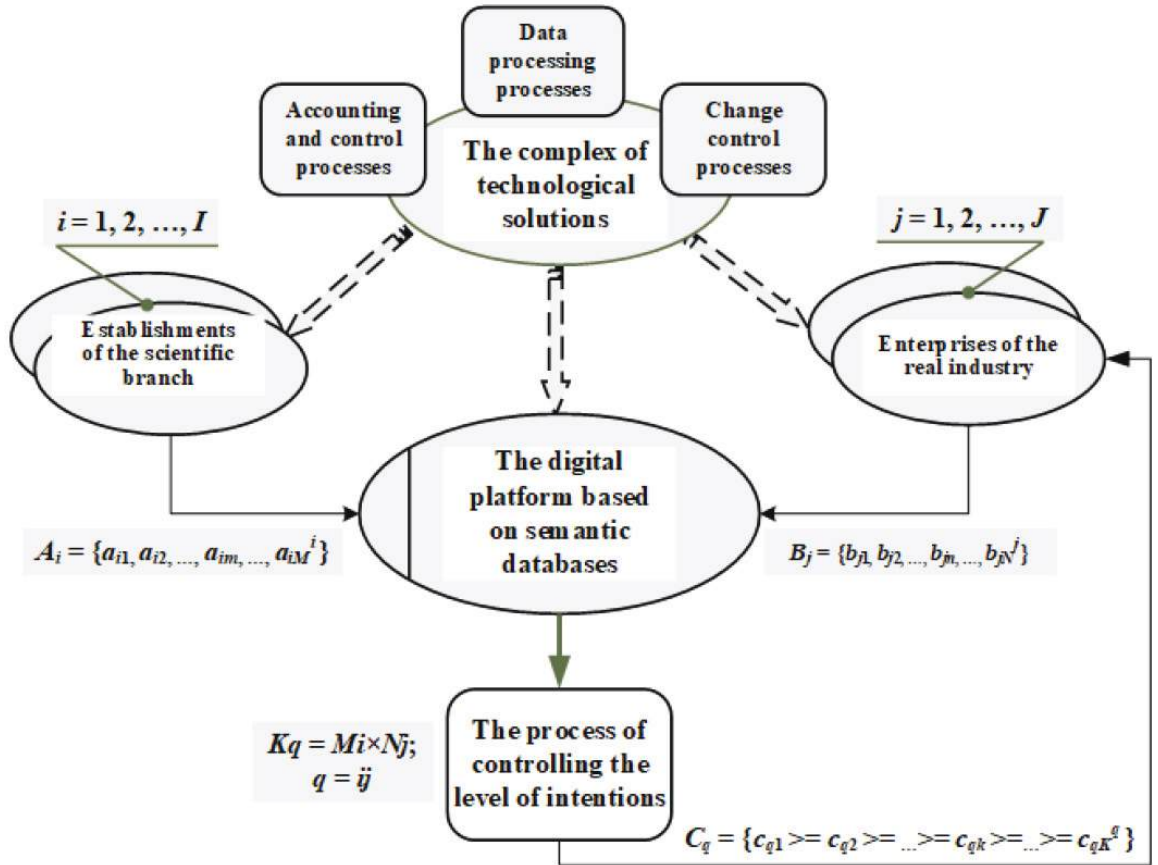 Data
processing
processes
Accounting
and control
processes
Change
control
processes
The complex of
technological
solutions
i = 1, 2, ..., I
j = 1, 2, ..., J
Establishments
of the scientific
branch
Enterprises of the
real industry
The digital
platform based
on semantic
databases
A_i = {a_i1, a_i2, ..., a_im, ..., a_iM^i}
B_j = {b_j1, b_j2, ..., b_jn, ..., b_jN^j}
Kq = Mi×Nj;
q = ij
The process of
controlling the
level of intentions
C_q = {c_q1 >= c_q2 >= ...>= c_qk >=...>= c_qK^q}